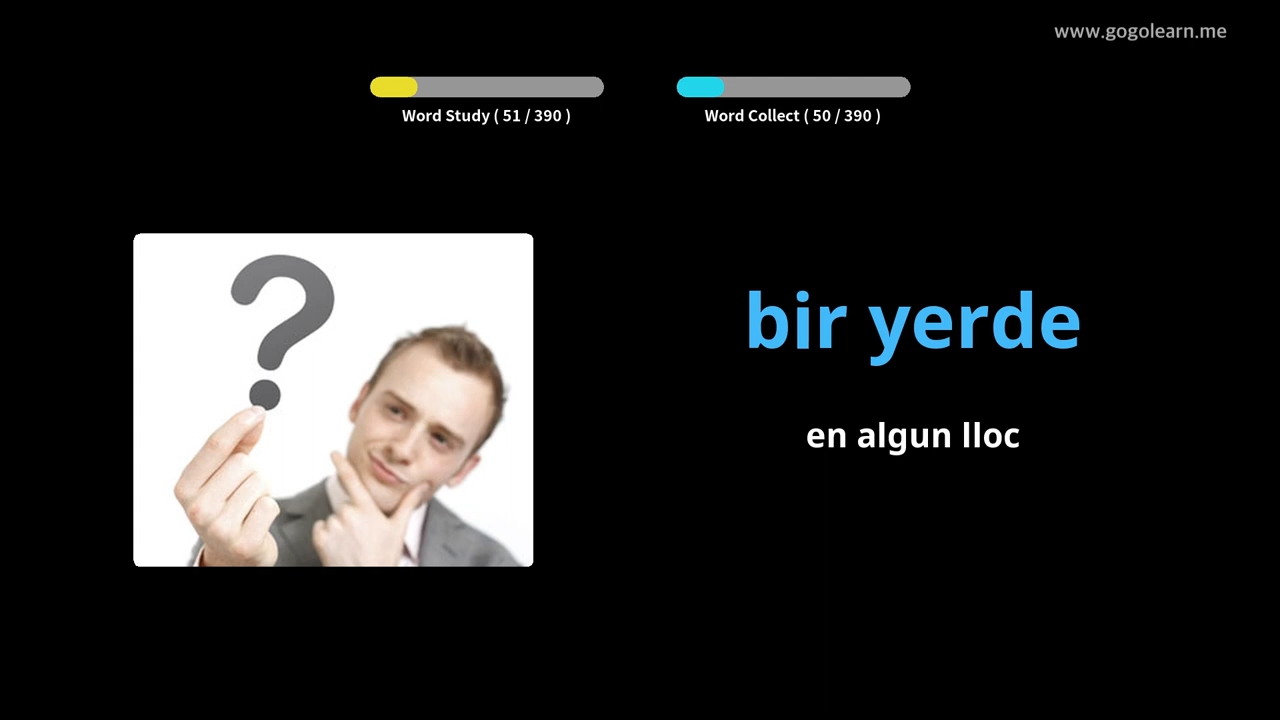 www.gogolearn.me
Word Study ( 51 / 390 )
Word Collect ( 50 / 390 )
bir yerde
en algun lloc